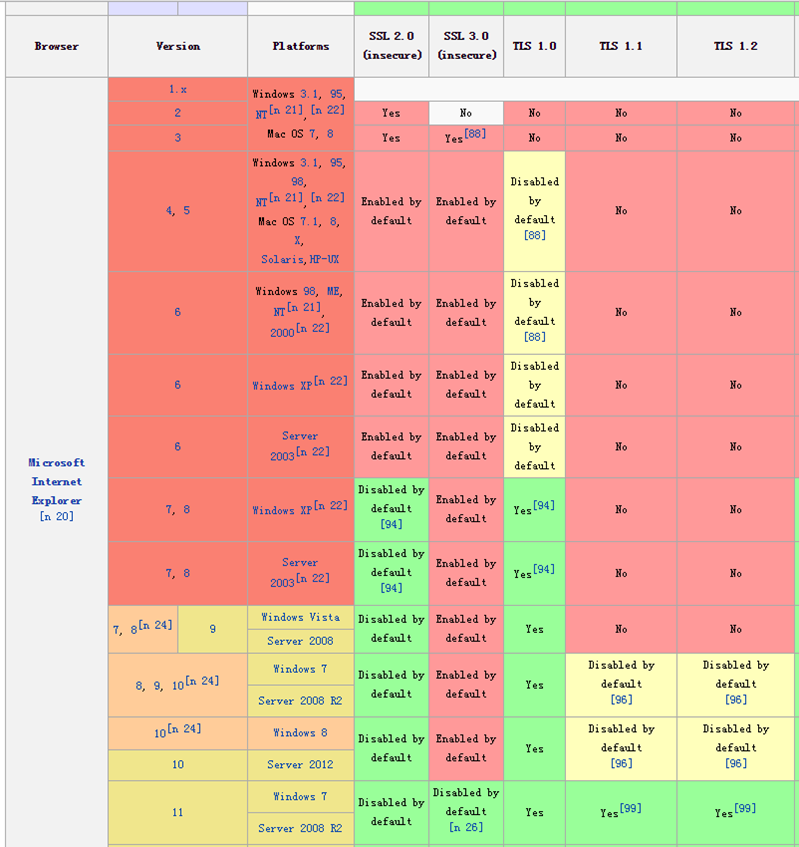 Browser
Version
Platforms
SSL 2.0
(insecure)
SSL 3.0
(insecure)
TLS 1.0
TLS 1.1
TLS 1.2
Microsoft
Internet
Explorer
[n 20]
1.x
Windows 3.1, 95,
NT[n 21], [n 22]
Mac OS 7, 8
2
Yes
No
No
No
No
3
Yes
Yes[88]
No
No
No
4, 5
Windows 3.1, 95,
98,
NT[n 21], [n 22]
Mac OS 7.1, 8,
X,
Solaris, HP-UX
Enabled by
default
Enabled by
default
Disabled
by
default
[88]
No
No
6
Windows 98, ME,
NT[n 21],
2000[n 22]
Enabled by
default
Enabled by
default
Disabled
by
default
[88]
No
No
6
Windows XP[n 22]
Enabled by
default
Enabled by
default
Disabled
by
default
No
No
6
Server
2003[n 22]
Enabled by
default
Enabled by
default
Disabled
by
default
No
No
7, 8
Windows XP[n 22]
Disabled by
default
[94]
Enabled by
default
Yes[94]
No
No
7, 8
Server
2003[n 22]
Disabled by
default
[94]
Enabled by
default
Yes[94]
No
No
7, 8[n 24]
9
Windows Vista
Server 2008
Disabled by
default
Enabled by
default
Yes
No
No
8, 9, 10[n 24]
Windows 7
Server 2008 R2
Disabled by
default
Enabled by
default
Yes
Disabled by
default
[96]
Disabled by
default
[96]
10[n 24]
Windows 8
10
Server 2012
Disabled by
default
Enabled by
default
Yes
Disabled by
default
[96]
Disabled by
default
[96]
11
Windows 7
Server 2008 R2
Disabled by
default
Disabled by
default
[n 26]
Yes
Yes[99]
Yes[99]